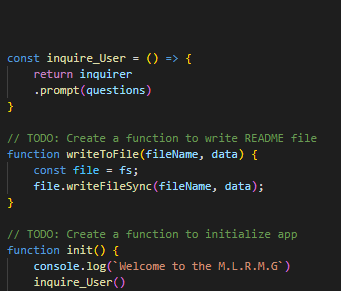 const inquire_User = () => {
    return inquirer
    .prompt(questions)
}

// TODO: Create a function to write README file
function writeToFile(fileName, data) {
    const file = fs;
    file.writeFileSync(fileName, data);
}

// TODO: Create a function to initialize app
function init() {
    console.log(`Welcome to the M.L.R.M.G`)
    inquire_User()